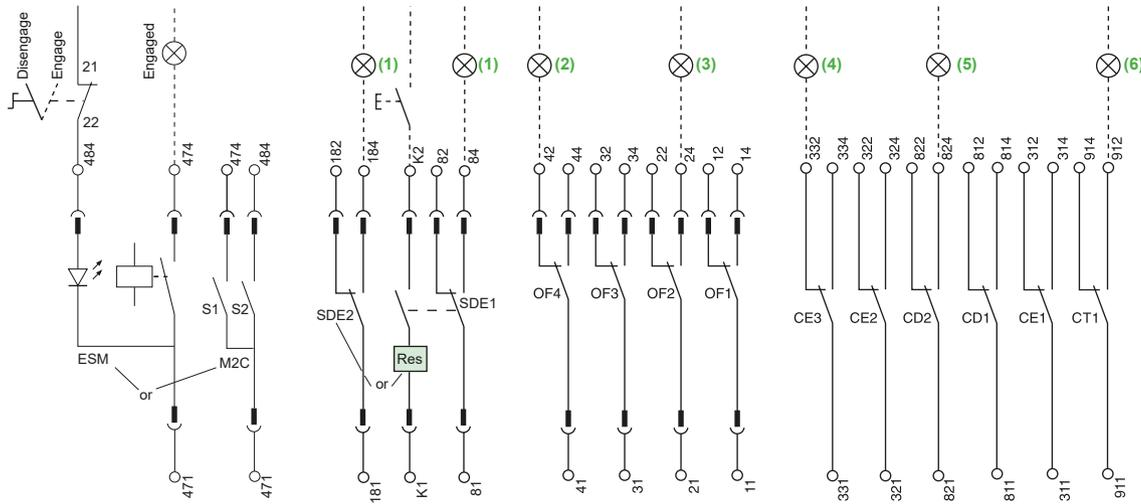 Disengage
Engage
21
22
Engaged
(1)
(1)
(2)
(3)
(4)
(5)
(6)
484
474
474
484
182
184
K2
82
84
42
44
32
34
22
24
12
14
332
334
322
324
822
824
812
814
312
314
914
912
S1
S2
ESM
or
M2C
SDE2
SDE1
or
Res
OF4
OF3
OF2
OF1
CE3
CE2
CD2
CD1
CE1
CT1
471
471
181
K1
81
41
31
21
11
331
321
821
811
311
911